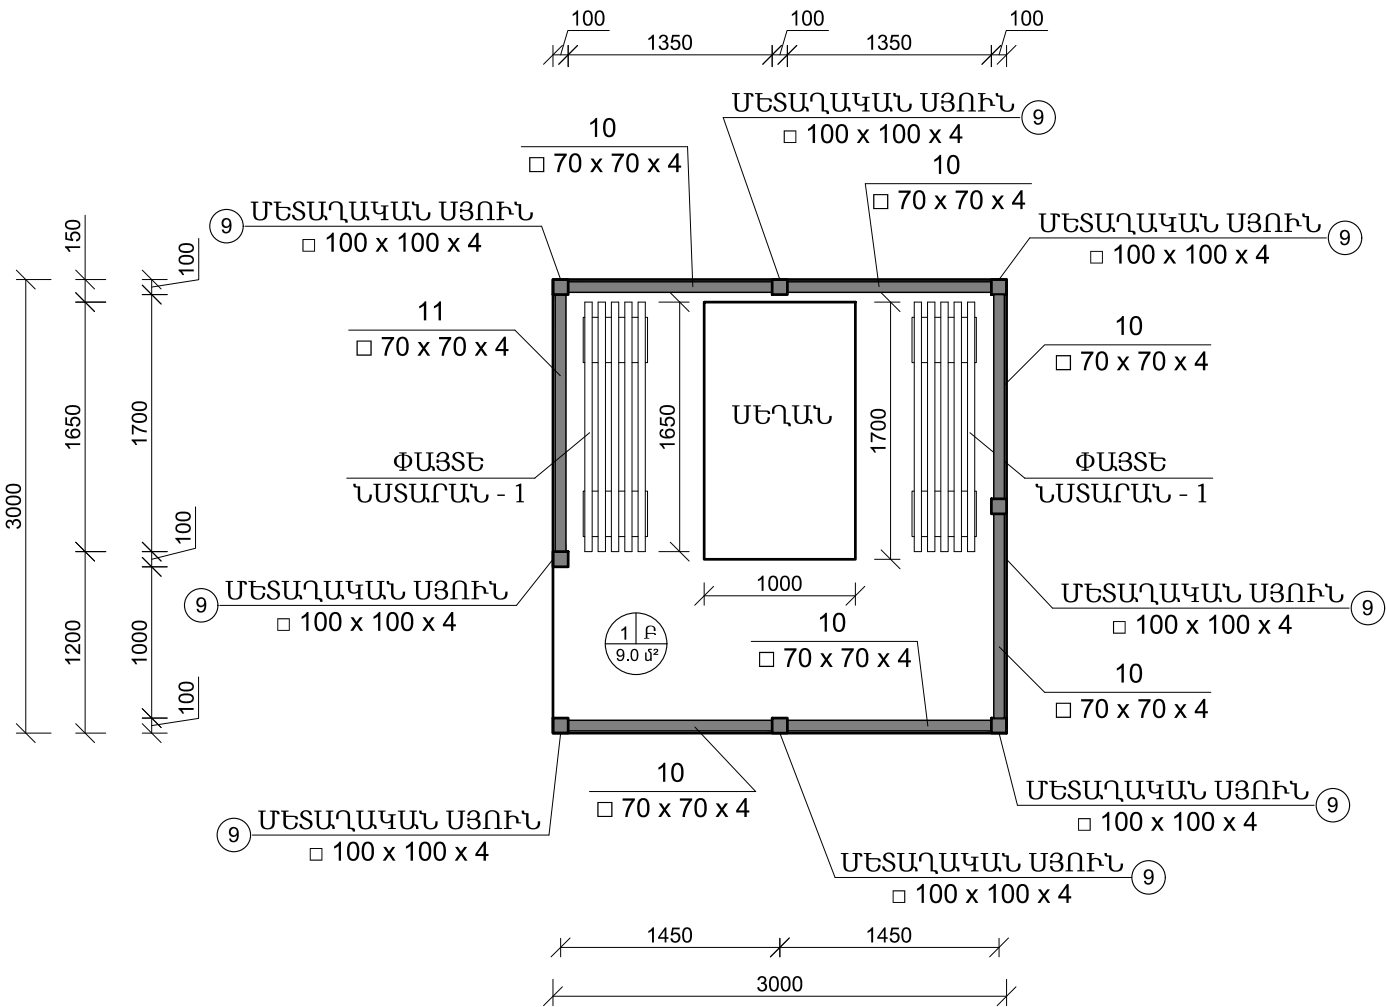 100
100
100
1350
1350
ՄԵՏԱՂԱԿԱՆ ՍՅՈՒՆ 9
□ 100 x 100 x 4
10
□ 70 x 70 x 4
10
□ 70 x 70 x 4
9 ՄԵՏԱՂԱԿԱՆ ՍՅՈՒՆ
□ 100 x 100 x 4
ՄԵՏԱՂԱԿԱՆ ՍՅՈՒՆ 9
□ 100 x 100 x 4
150
100
11
□ 70 x 70 x 4
10
□ 70 x 70 x 4
3000
1650
1700
1650
ՍԵՂԱՆ
1700
ՓԱՅՏԵ
ՆՍՏԱՐԱՆ - 1
ՓԱՅՏԵ
ՆՍՏԱՐԱՆ - 1
100
9 ՄԵՏԱՂԱԿԱՆ ՍՅՈՒՆ
□ 100 x 100 x 4
1000
ՄԵՏԱՂԱԿԱՆ ՍՅՈՒՆ 9
□ 100 x 100 x 4
1200
1000
1 Բ
9.0 մ²
10
□ 70 x 70 x 4
10
□ 70 x 70 x 4
100
10
□ 70 x 70 x 4
ՄԵՏԱՂԱԿԱՆ ՍՅՈՒՆ 9
□ 100 x 100 x 4
9 ՄԵՏԱՂԱԿԱՆ ՍՅՈՒՆ
□ 100 x 100 x 4
ՄԵՏԱՂԱԿԱՆ ՍՅՈՒՆ 9
□ 100 x 100 x 4
1450
1450
3000